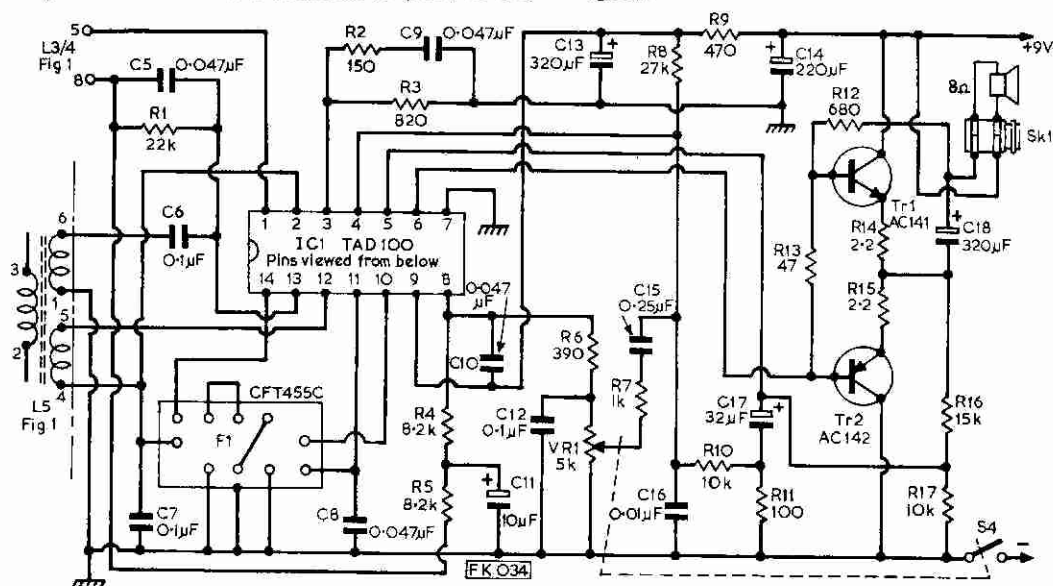 5
L3/4
Fig 1
8
C5
0·047μF
R1
22k
R2
150
C9
0·047μF
R3
820
C13
320μF
+
R8
27k
R9
470
+
C14
220μF
+9V
8Ω
Sk1
R12
680
Tr1
AC141
R14
2·2
+
C18
320μF
R13
47
R15
2·2
Tr2
AC142
R16
15k
R17
10k
S4
−
6
C6
0·1μF
3
1
5
2
4
L5
Fig 1
1 2 3 4 5 6 7
IC1 TAD100
Pins viewed from below
14 13 12 11 10 9 8
0·047
μF
C10
CFT455C
F1
C7
0·1μF
C8
0·047μF
R4
8·2k
R5
8·2k
+
C11
10μF
R6
390
C12
0·1μF
VR1
5k
C15
0·25μF
R7
1k
C17
32μF
+
R10
10k
C16
0·01μF
R11
100
FK034